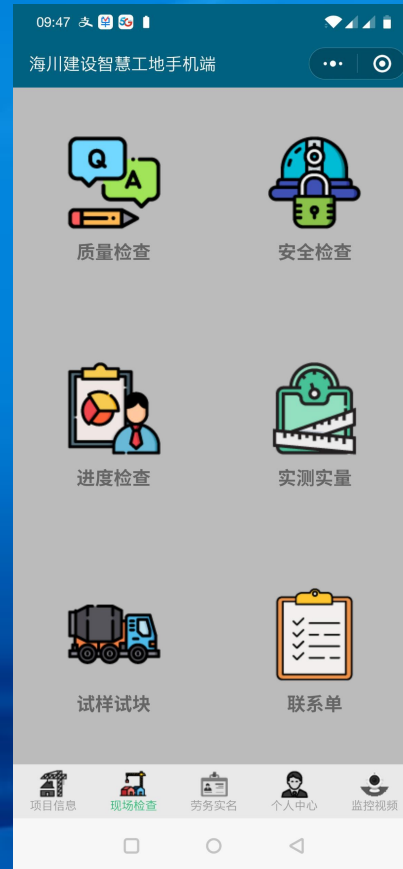 09:47
海川建设智慧工地手机端
Q
A
质量检查
安全检查
进度检查
实测实量
试样试块
联系单
项目信息
现场检查
劳务实名
个人中心
监控视频